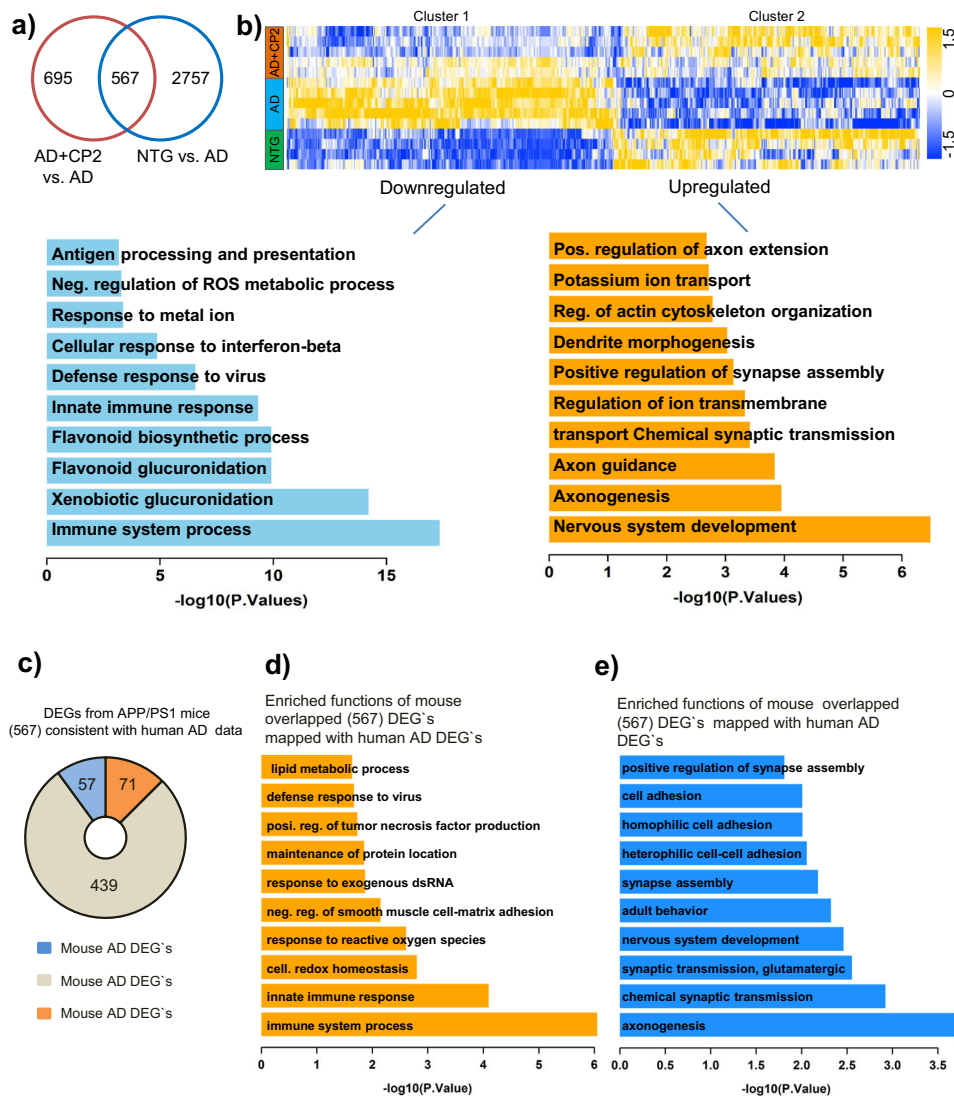 a)
695
567
2757
AD+CP2
vs. AD
NTG vs. AD
b)
Cluster 1
Cluster 2
AD+CP2
AD
NTG
1.5
0
-1.5
Downregulated
Upregulated
Antigen processing and presentation
Neg. regulation of ROS metabolic process
Response to metal ion
Cellular response to interferon-beta
Defense response to virus
Innate immune response
Flavonoid biosynthetic process
Flavonoid glucuronidation
Xenobiotic glucuronidation
Immune system process
0
5
10
15
-log10(P.Values)
Pos. regulation of axon extension
Potassium ion transport
Reg. of actin cytoskeleton organization
Dendrite morphogenesis
Positive regulation of synapse assembly
Regulation of ion transmembrane
transport Chemical synaptic transmission
Axon guidance
Axonogenesis
Nervous system development
0
1
2
3
4
5
6
-log10(P.Values)
c)
DEGs from APP/PS1 mice
(567) consistent with human AD data
57
71
439
Mouse AD DEG`s
Mouse AD DEG`s
Mouse AD DEG`s
d)
Enriched functions of mouse
overlapped (567) DEG`s
mapped with human AD DEG`s
lipid metabolic process
defense response to virus
posi. reg. of tumor necrosis factor production
maintenance of protein location
response to exogenous dsRNA
neg. reg. of smooth muscle cell-matrix adhesion
response to reactive oxygen species
cell. redox homeostasis
innate immune response
immune system process
0
1
2
3
4
5
6
-log10(P.Value)
e)
Enriched functions of mouse overlapped
(567) DEG`s mapped with human AD
DEG`s
positive regulation of synapse assembly
cell adhesion
homophilic cell adhesion
heterophilic cell-cell adhesion
synapse assembly
adult behavior
nervous system development
synaptic transmission, glutamatergic
chemical synaptic transmission
axonogenesis
0.0
0.5
1.0
1.5
2.0
2.5
3.0
3.5
-log10(P.Value)